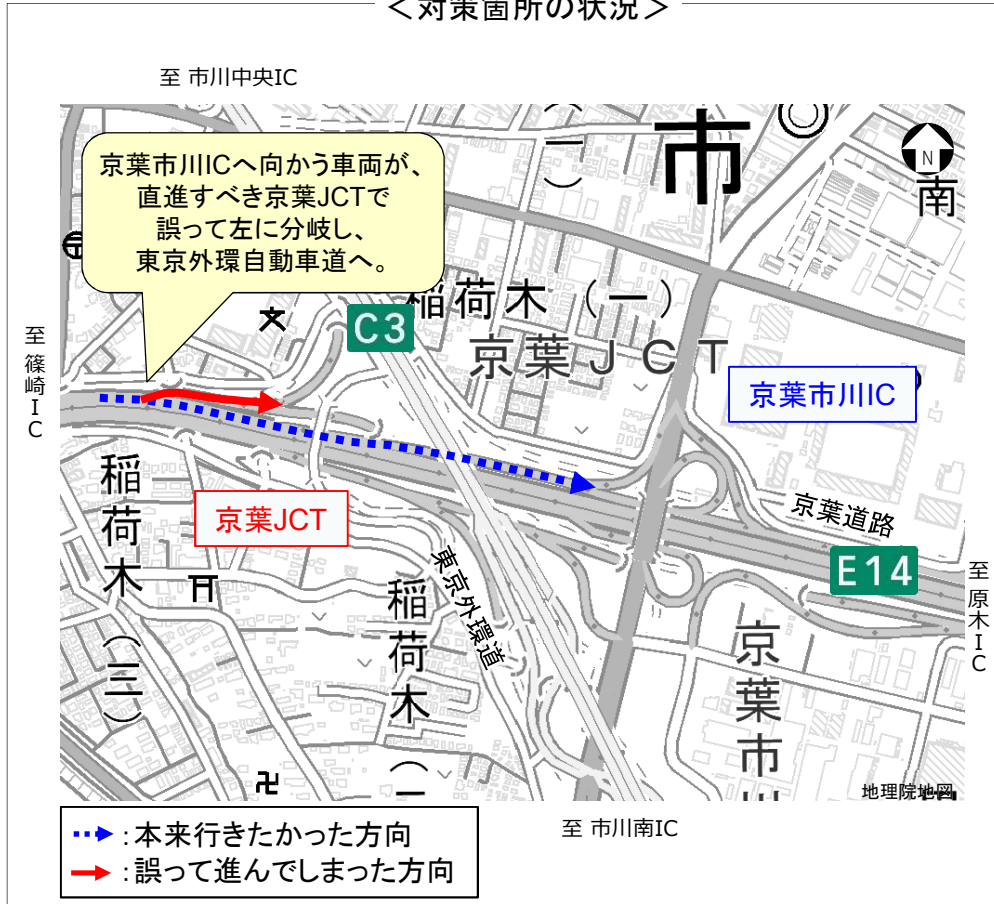 ＜対策箇所の状況＞
至 市川中央IC
京葉市川ICへ向かう車両が、
直進すべき京葉JCTで
誤って左に分岐し、
東京外環自動車道へ。
市
N
南
C3
稲荷木（一）
京葉ＪＣＴ
至 篠崎IC
京葉市川IC
京葉JCT
京葉道路
E14
至 原木IC
稲荷木（三）
稲荷木（二
東京外環道
京葉市川
地理院地図
至 市川南IC
：本来行きたかった方向
：誤って進んでしまった方向